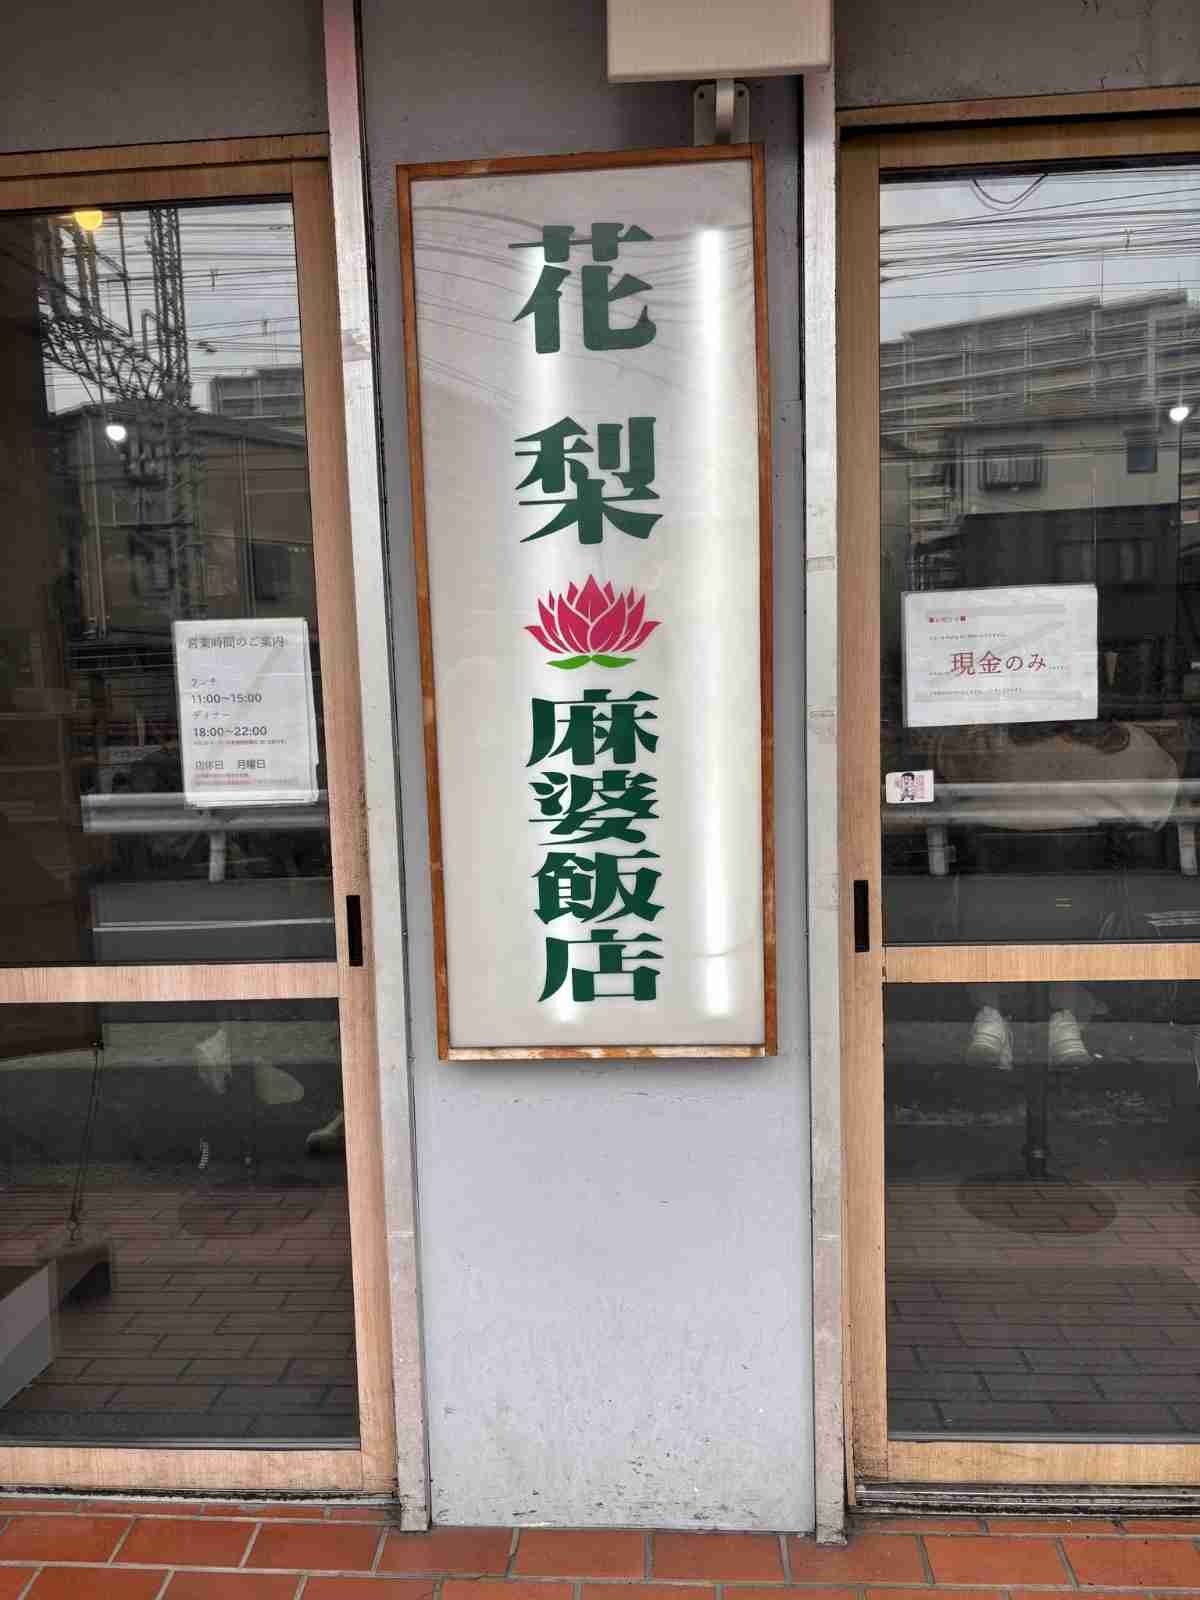 花梨
麻婆飯店
営業時間のご案内
ランチ
11:00~15:00
ディナー
18:00~22:00
店休日 月曜日
現金のみ